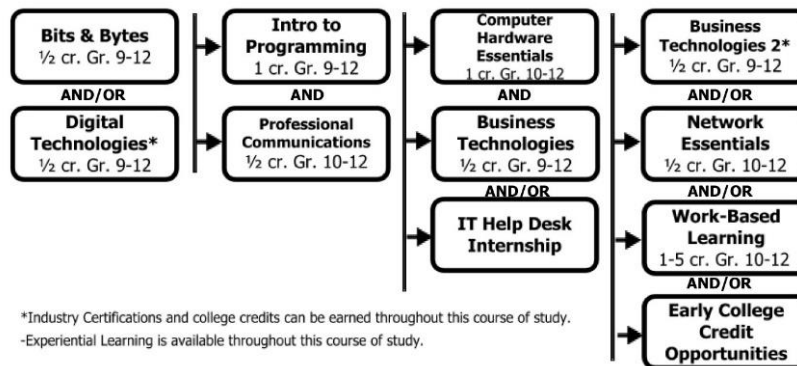 Bits & Bytes
½ cr. Gr. 9-12
AND/OR
Digital
Technologies*
½ cr. Gr. 9-12
Intro to
Programming
1 cr. Gr. 9-12
AND
Professional
Communications
½ cr. Gr. 10-12
Computer
Hardware
Essentials
1 cr. Gr. 10-12
AND
Business
Technologies
½ cr. Gr. 9-12
AND/OR
IT Help Desk
Internship
Business
Technologies 2*
½ cr. Gr. 9-12
AND/OR
Network
Essentials
½ cr. Gr. 10-12
AND/OR
Work-Based
Learning
1-5 cr. Gr. 10-12
AND/OR
Early College
Credit
Opportunities
*Industry Certifications and college credits can be earned throughout this course of study.
-Experiential Learning is available throughout this course of study.